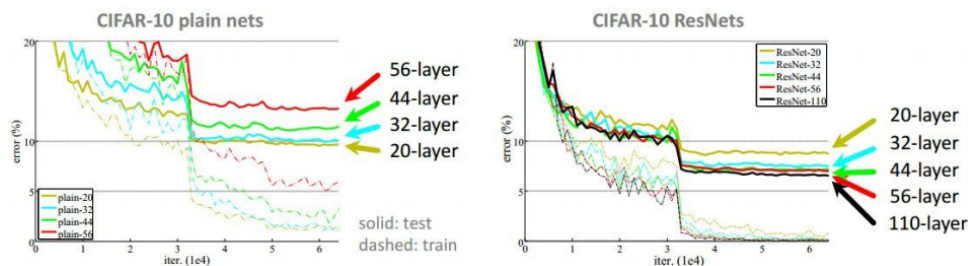 CIFAR-10 plain nets
20
10
5
0
error (%)
0
1
2
3
4
5
6
iter. (1e4)
plain-20
plain-32
plain-44
plain-56
solid: test
dashed: train
56-layer
44-layer
32-layer
20-layer
CIFAR-10 ResNets
20
10
5
0
error (%)
0
1
2
3
4
5
6
iter. (1e4)
ResNet-20
ResNet-32
ResNet-44
ResNet-56
ResNet-110
20-layer
32-layer
44-layer
56-layer
110-layer